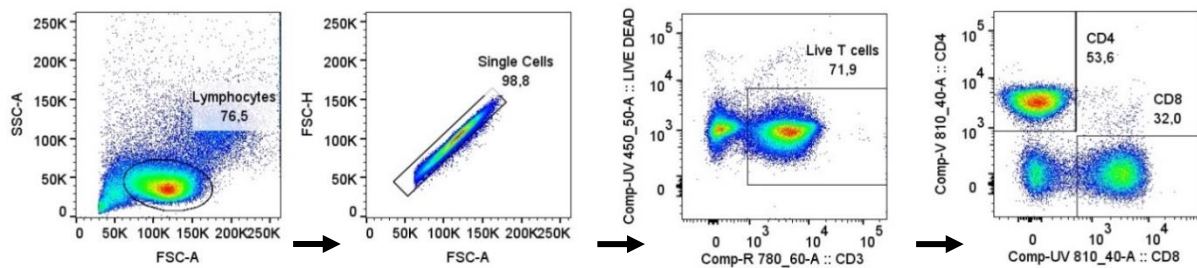 250K
200K
150K
100K
50K
0
SSC-A
Lymphocytes
76,5
0 50K 100K 150K 200K 250K
FSC-A
250K
200K
150K
100K
50K
0
FSC-H
Single Cells
98,8
0 50K 100K 150K 200K 250K
FSC-A
10^5
10^4
10^3
0
Comp-UV 450_50-A :: LIVE DEAD
Live T cells
71,9
0 10^3 10^4 10^5
Comp-R 780_60-A :: CD3
10^5
10^4
10^3
0
Comp-V 810_40-A :: CD4
CD4
53,6
CD8
32,0
0 10^3 10^4 10^5
Comp-UV 810_40-A :: CD8